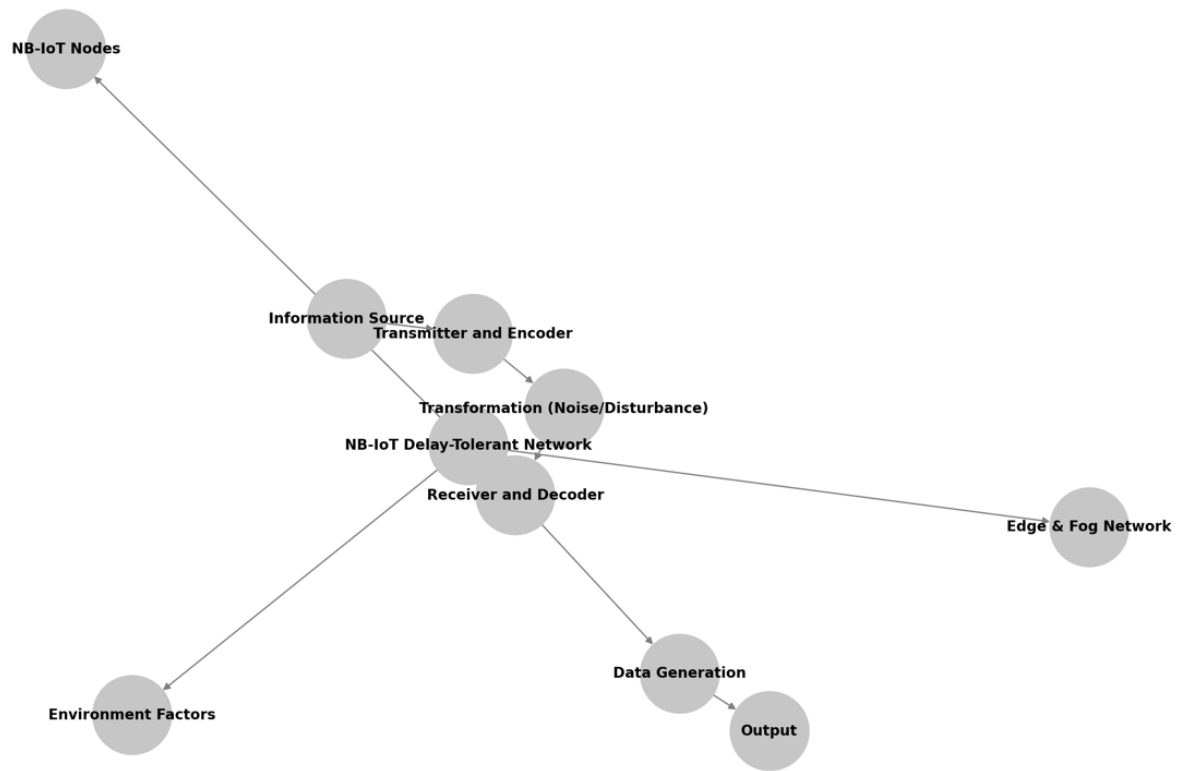 NB-IoT Nodes
Information Source
Transmitter and Encoder
Transformation (Noise/Disturbance)
NB-IoT Delay-Tolerant Network
Receiver and Decoder
Edge & Fog Network
Data Generation
Environment Factors
Output